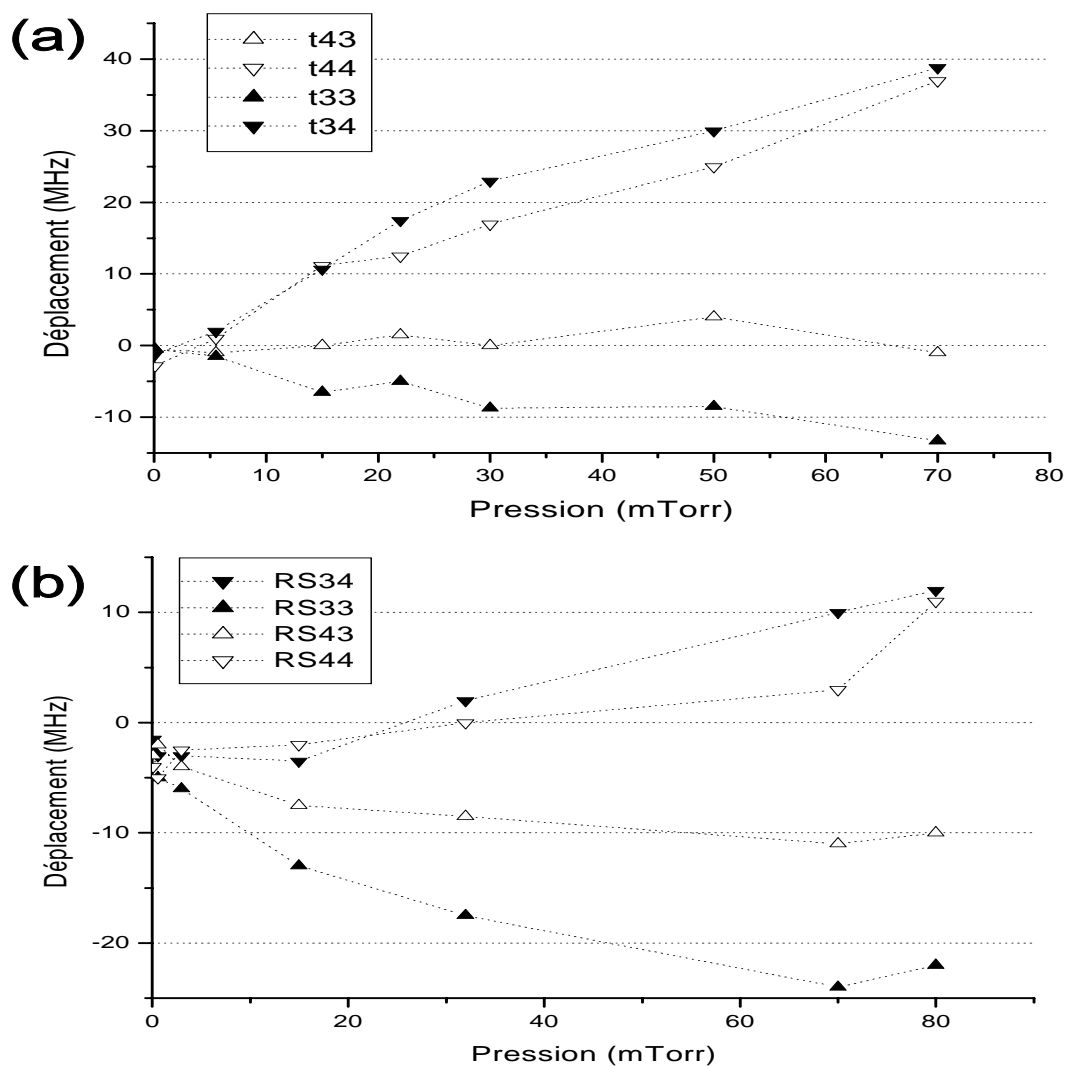 (a)
t43
t44
t33
t34
40
30
20
10
0
-10
Déplacement (MHz)
0 10 20 30 40 50 60 70 80
Pression (mTorr)
(b)
RS34
RS33
RS43
RS44
10
0
-10
-20
Déplacement (MHz)
0 20 40 60 80
Pression (mTorr)